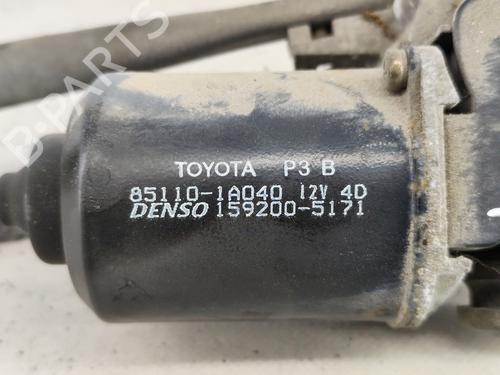 B-PARTS
TOYOTA P3 B
85110-1A040 12V 4D
DENSO 159200-5171